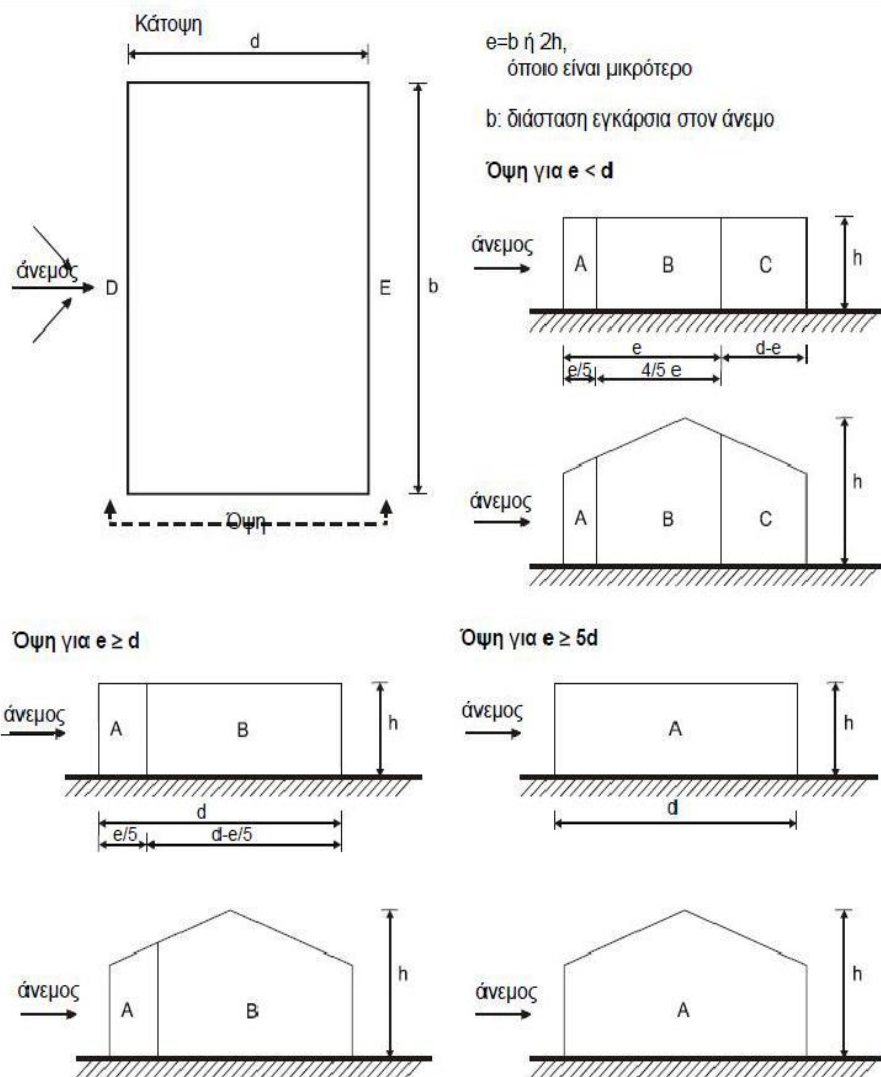 Κάτοψη
d
άνεμος
D
E
b
Όψη
e=b ή 2h,
όποιο είναι μικρότερο
b: διάσταση εγκάρσια στον άνεμο
Όψη για e < d
άνεμος
A
B
C
h
e
d-e
e/5
4/5 e
άνεμος
A
B
C
h
Όψη για e ≥ d
άνεμος
A
B
h
d
e/5
d-e/5
άνεμος
A
B
h
Όψη για e ≥ 5d
άνεμος
A
h
d
άνεμος
A
h